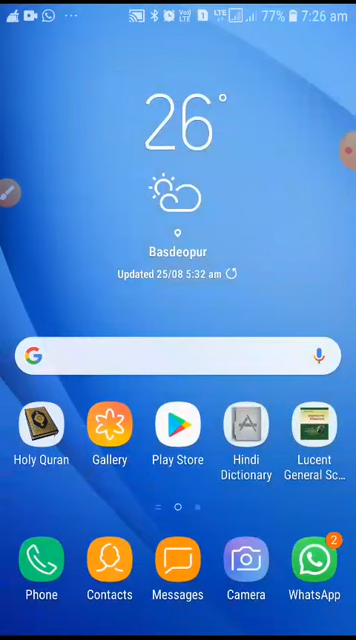 77% 7:26 am
26°
Basdeopur
Updated 25/08 5:32 am
Holy Quran
Gallery
Play Store
Hindi Dictionary
Lucent General Sc...
2
Phone
Contacts
Messages
Camera
WhatsApp